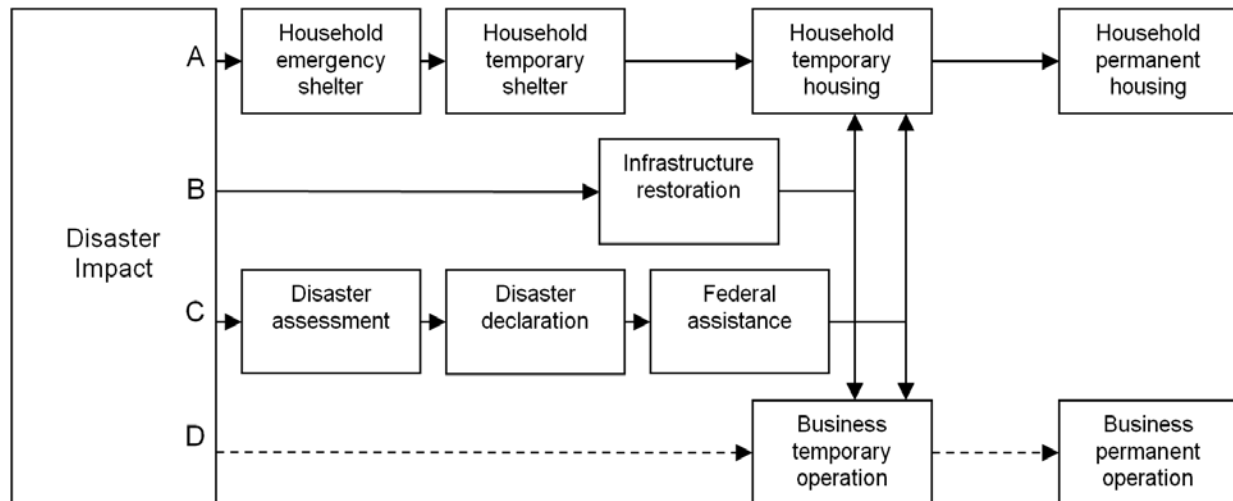 Disaster
Impact
A
Household
emergency
shelter
Household
temporary
shelter
Household
temporary
housing
Household
permanent
housing
B
Infrastructure
restoration
C
Disaster
assessment
Disaster
declaration
Federal
assistance
D
Business
temporary
operation
Business
permanent
operation